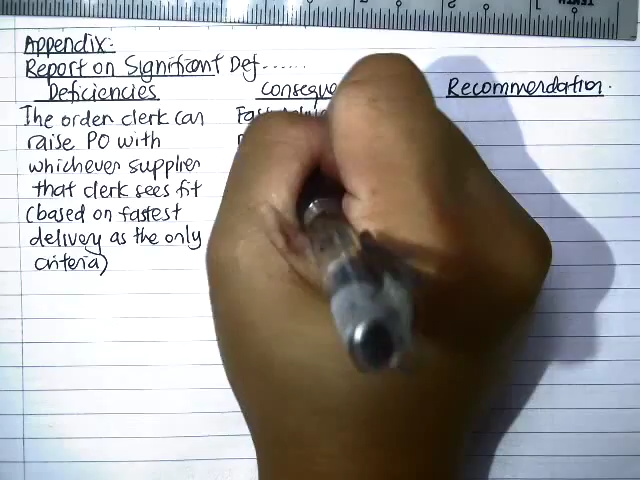 Appendix:
Report on Significant Def......
Deficiencies Recommendation.
The order clerk can
raise PO with
whichever supplier
that clerk sees fit
(based on fastest
delivery as the only
criteria)